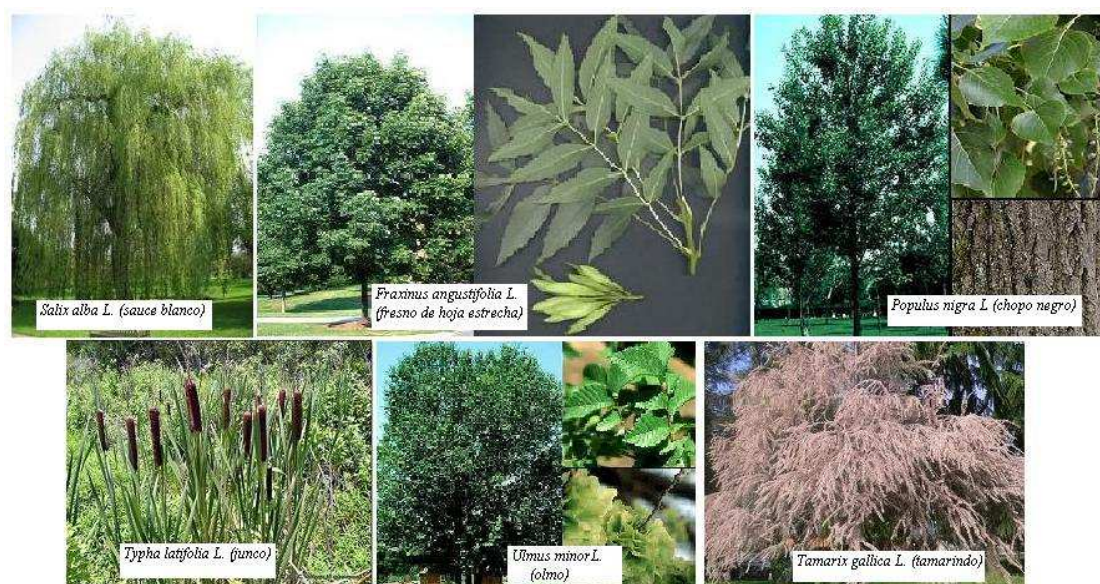 Salix alba L. (sauce blanco)
Fraxinus angustifolia L.
(fresno de hoja estrecha)
Populus nigra L (chopo negro)
Typha latifolia L. (junco)
Ulmus minor L.
(olmo)
Tamarix gallica L. (tamarindo)